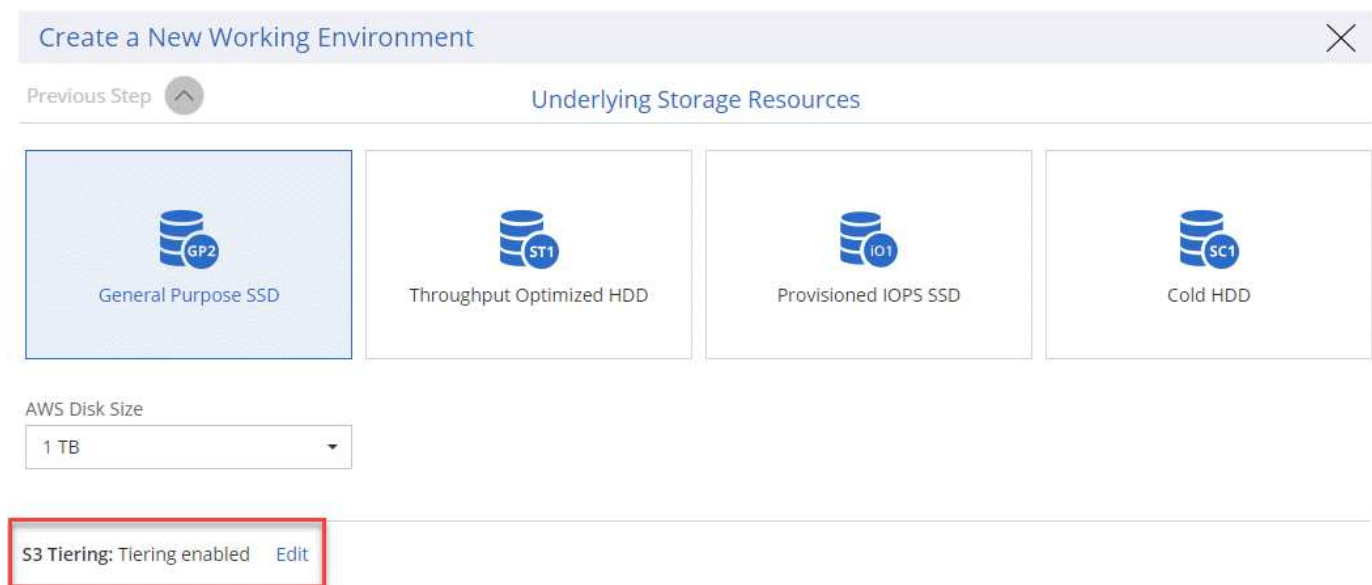 Create a New Working Environment
Previous Step
Underlying Storage Resources
GP2
ST1
iO1
SC1
General Purpose SSD
Throughput Optimized HDD
Provisioned IOPS SSD
Cold HDD
AWS Disk Size
1 TB
S3 Tiering: Tiering enabled Edit